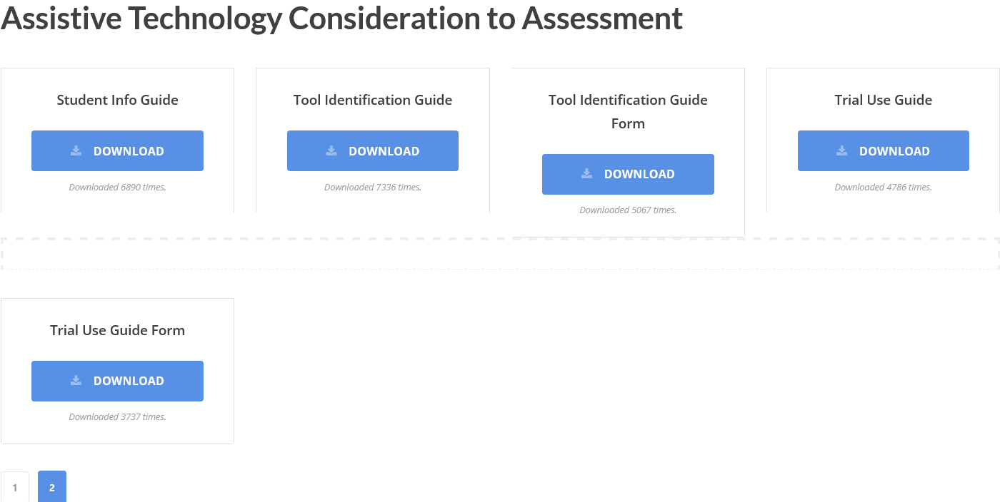 Assistive Technology Consideration to Assessment
Student Info Guide
DOWNLOAD
Downloaded 6890 times.
Tool Identification Guide
DOWNLOAD
Downloaded 7336 times.
Tool Identification Guide
Form
DOWNLOAD
Downloaded 5067 times.
Trial Use Guide
DOWNLOAD
Downloaded 4786 times.
Trial Use Guide Form
DOWNLOAD
Downloaded 3737 times.
1 2